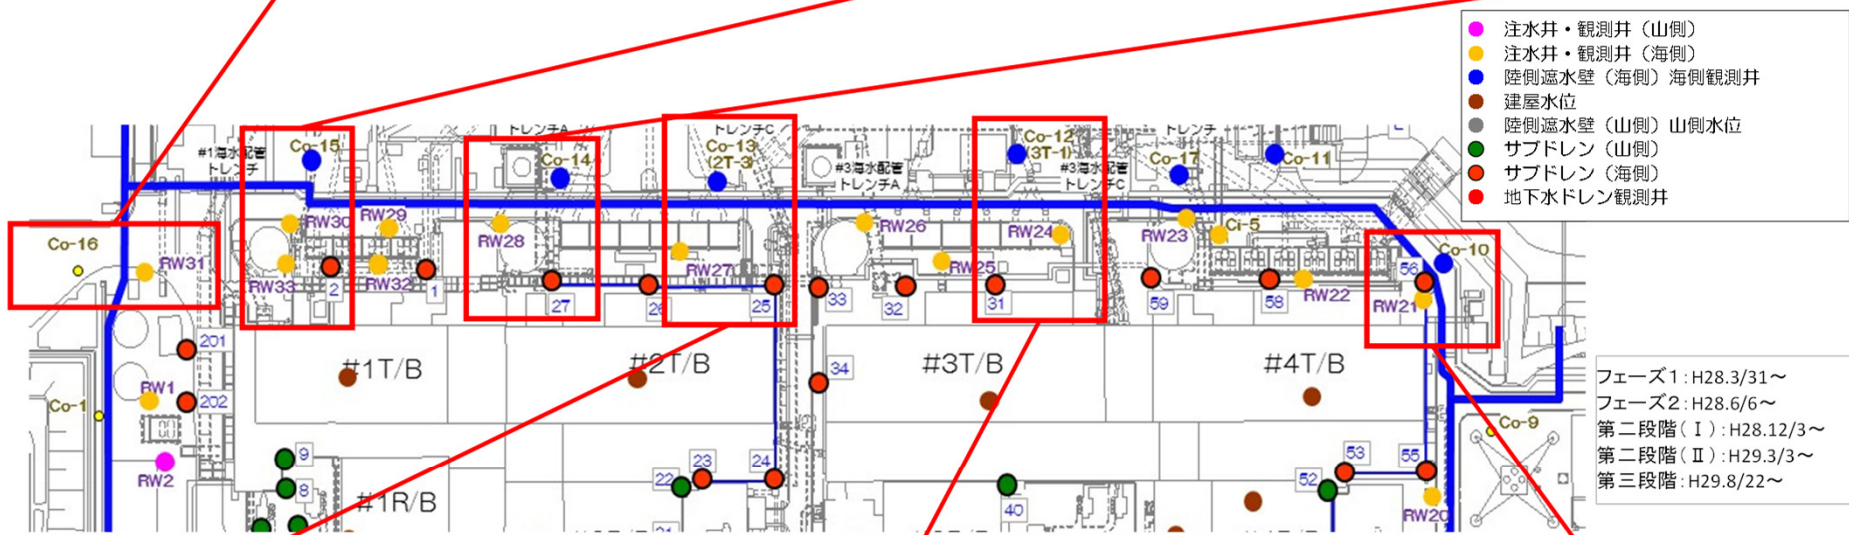 注水井・観測井（山側）
注水井・観測井（海側）
陸側遮水壁（海側）海側観測井
建屋水位
陸側遮水壁（山側）山側水位
サブドレン（山側）
サブドレン（海側）
地下水ドレン観測井
トレンチA
トレンチC
トレンチ
#1海水配管
トレンチ
Co-15
Co-14
Co-13
(2T-3)
#3海水配管
トレンチA
Co-12
(3T-1)
#3海水配管
トレンチC
Co-17
Co-11
Co-16
RW31
RW30
RW29
RW28
RW27
RW26
RW25
RW24
RW23
Ci-5
Co-10
RW33
2
RW32
1
27
26
25
33
32
31
59
58
RW22
56
RW21
201
202
RW1
Co-1
RW2
#1T/B
#2T/B
34
#3T/B
#4T/B
フェーズ1：H28.3/31～
フェーズ2：H28.6/6～
第二段階（Ⅰ）：H28.12/3～
第二段階（Ⅱ）：H29.3/3～
第三段階：H29.8/22～
Co-9
9
8
#1R/B
22
23
24
40
52
53
55
RW20